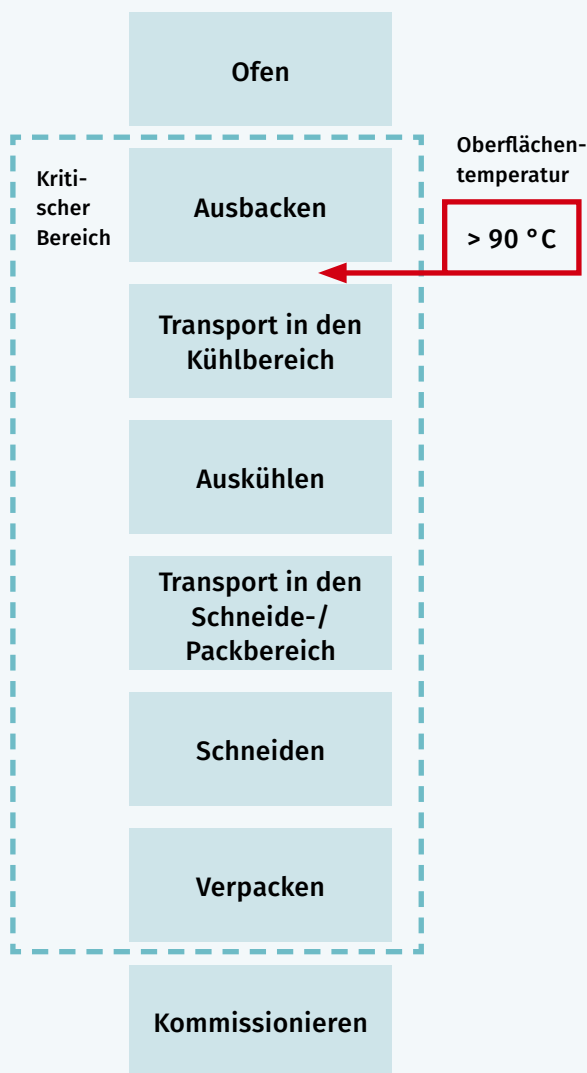 Ofen
Kriti-
scher
Bereich
Ausbacken
Oberflächen-
temperatur
> 90 °C
Transport in den
Kühlbereich
Auskühlen
Transport in den
Schneide-/
Packbereich
Schneiden
Verpacken
Kommissionieren